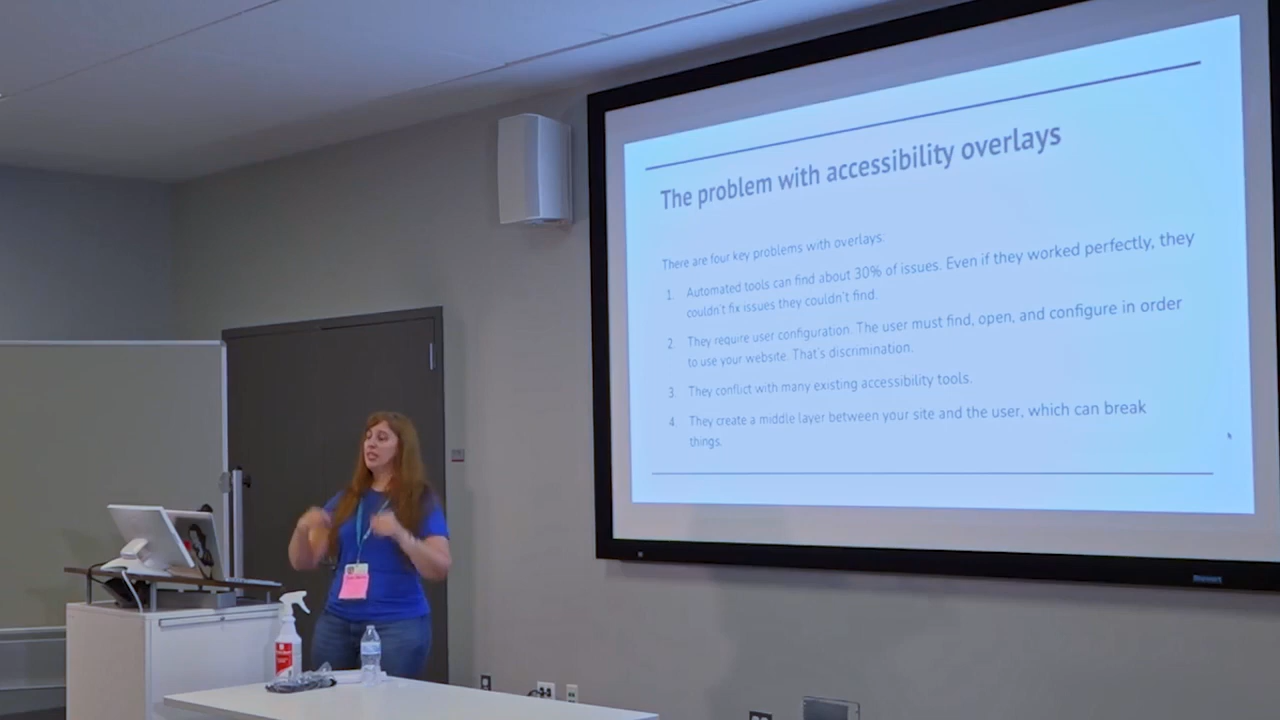 The problem with accessibility overlays
There are four key problems with overlays:
1. Automated tools can find about 30% of issues. Even if they worked perfectly, they
couldn't fix issues they couldn't find.
2. They require user configuration. The user must find, open, and configure in order
to use your website. That's discrimination.
3 They conflict with many existing accessibility tools.
4 They create a middle layer between your site and the user, which can break
things.